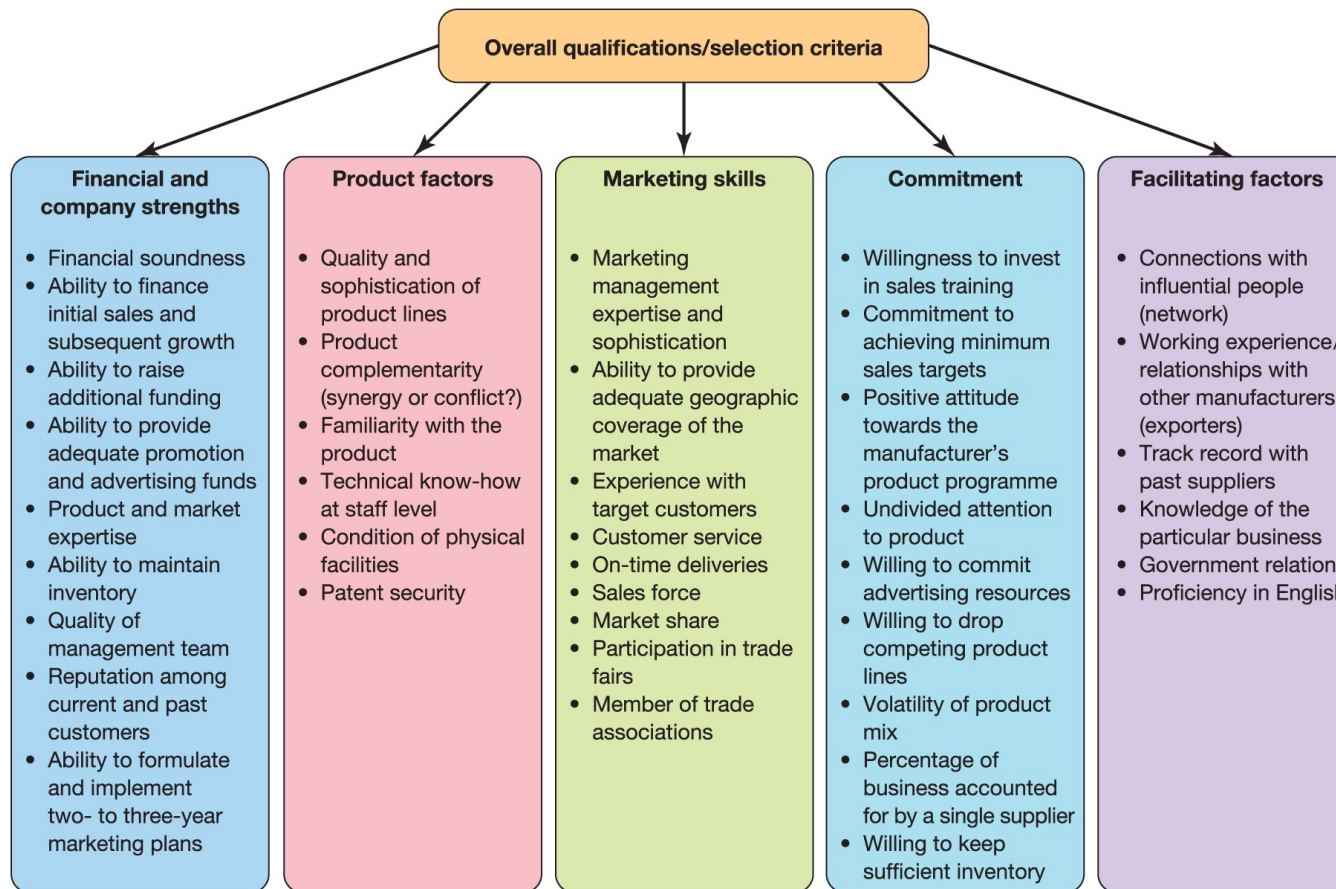 Overall qualifications/selection criteria
Financial and
company strengths
• Financial soundness
• Ability to finance
initial sales and
subsequent growth
• Ability to raise
additional funding
• Ability to provide
adequate promotion
and advertising funds
• Product and market
expertise
• Ability to maintain
inventory
• Quality of
management team
• Reputation among
current and past
customers
• Ability to formulate
and implement
two- to three-year
marketing plans
Product factors
• Quality and
sophistication of
product lines
• Product
complementarity
(synergy or conflict?)
• Familiarity with the
product
• Technical know-how
at staff level
• Condition of physical
facilities
• Patent security
Marketing skills
• Marketing
management
expertise and
sophistication
• Ability to provide
adequate geographic
coverage of the
market
• Experience with
target customers
• Customer service
• On-time deliveries
• Sales force
• Market share
• Participation in trade
fairs
• Member of trade
associations
Commitment
• Willingness to invest
in sales training
• Commitment to
achieving minimum
sales targets
• Positive attitude
towards the
manufacturer’s
product programme
• Undivided attention
to product
• Willing to commit
advertising resources
• Willing to drop
competing product
lines
• Volatility of product
mix
• Percentage of
business accounted
for by a single supplier
• Willing to keep
sufficient inventory
Facilitating factors
• Connections with
influential people
(network)
• Working experience/
relationships with
other manufacturers
(exporters)
• Track record with
past suppliers
• Knowledge of the
particular business
• Government relation
• Proficiency in English